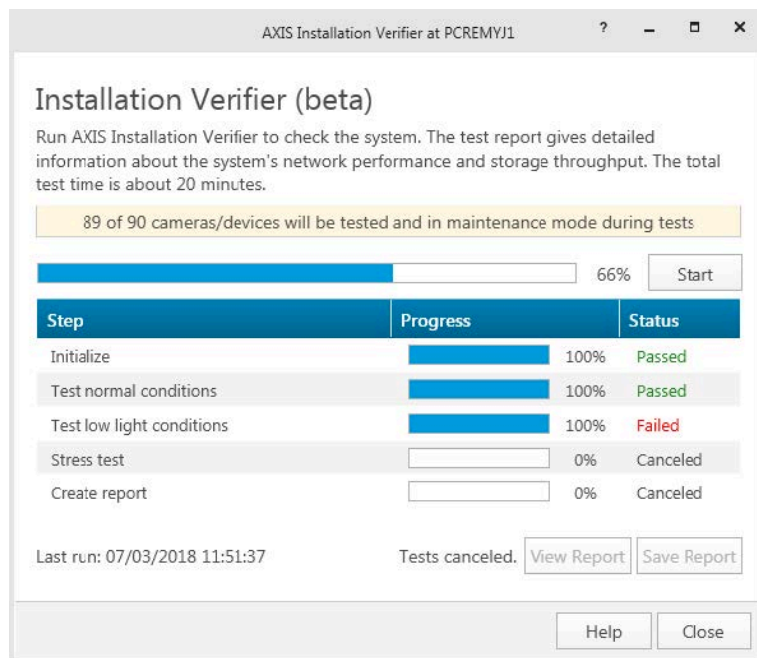 AXIS Installation Verifier at PCREMYJ1
?
Installation Verifier (beta)
Run AXIS Installation Verifier to check the system. The test report gives detailed
information about the system's network performance and storage throughput. The total
test time is about 20 minutes.
89 of 90 cameras/devices will be tested and in maintenance mode during tests
66% Start
Step Progress Status
Initialize 100% Passed
Test normal conditions 100% Passed
Test low light conditions 100% Failed
Stress test 0% Canceled
Create report 0% Canceled
Last run: 07/03/2018 11:51:37 Tests canceled. View Report Save Report
Help Close